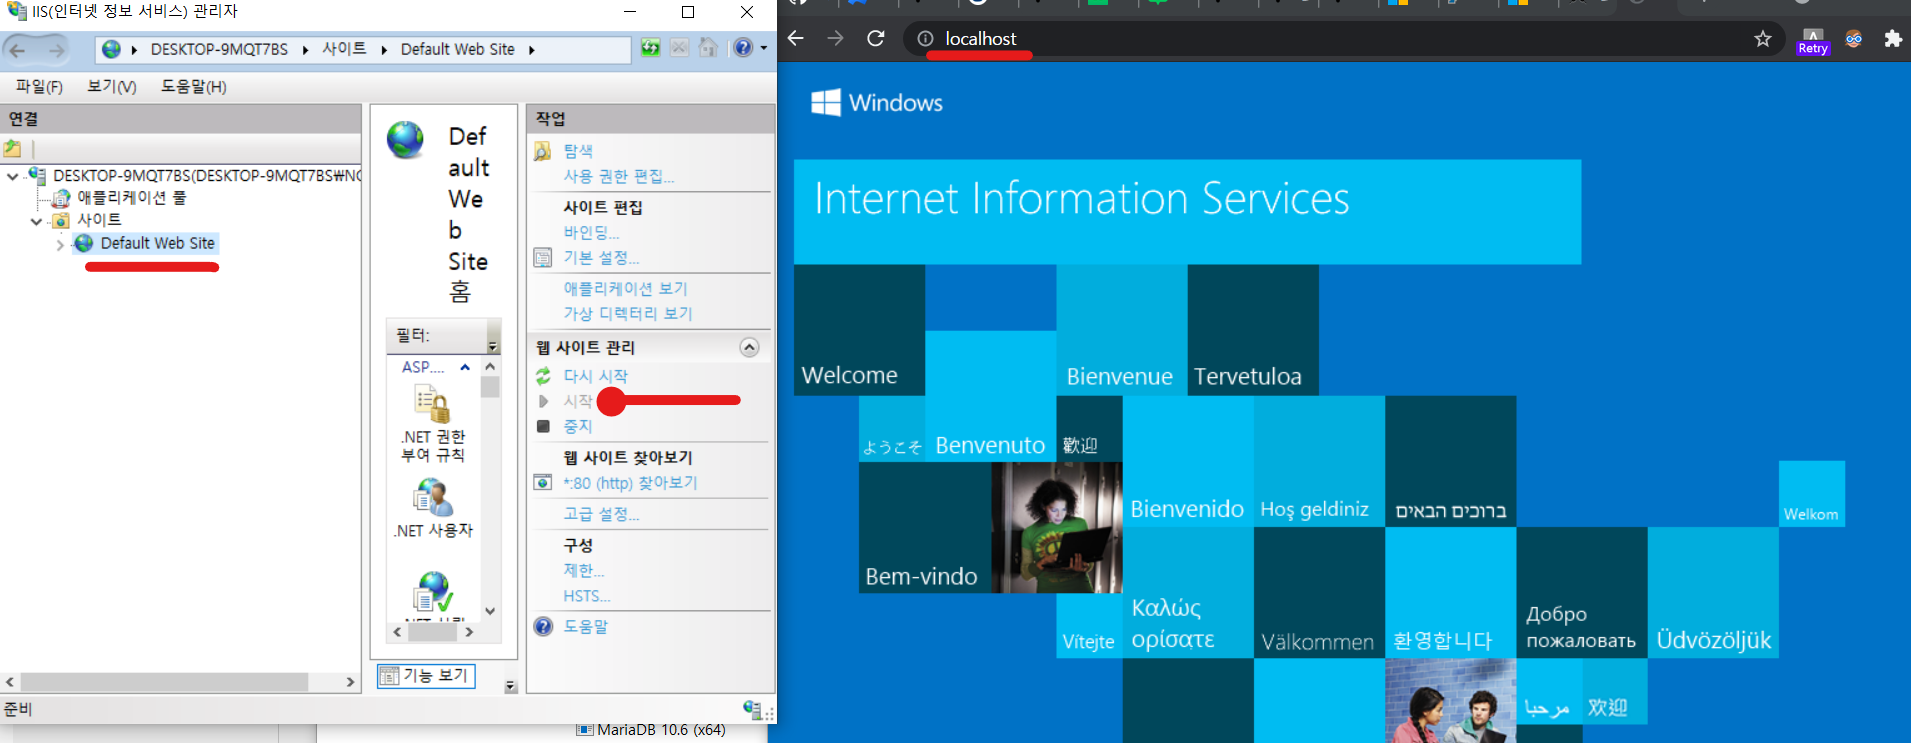 IIS(인터넷 정보 서비스) 관리자
DESKTOP-9MQT7BS
사이트
Default Web Site
파일(F)
보기(V)
도움말(H)
연결
DESKTOP-9MQT7BS(DESKTOP-9MQT7BS₩NO
애플리케이션 풀
사이트
Default Web Site
Def
ault
We
b
Site
홈
필터:
ASP....
.NET 권한
부여 규칙
.NET 사용자
기능 보기
작업
탐색
사용 권한 편집...
사이트 편집
바인딩...
기본 설정...
애플리케이션 보기
가상 디렉터리 보기
웹 사이트 관리
다시 시작
시작
중지
웹 사이트 찾아보기
*:80 (http) 찾아보기
고급 설정...
구성
제한...
HSTS...
도움말
준비
MariaDB 10.6 (x64)
localhost
Retry
Windows
Internet Information Services
Welcome
Bienvenue
Tervetuloa
ようこそ
Benvenuto
歡迎
Bienvenido
Hoş geldiniz
ברוכים הבאים
Welkom
Bem-vindo
Vítejte
Καλώς
ορίσατε
Välkommen
환영합니다
Добро
пожаловать
Üdvözöljük
مرحبا
欢迎